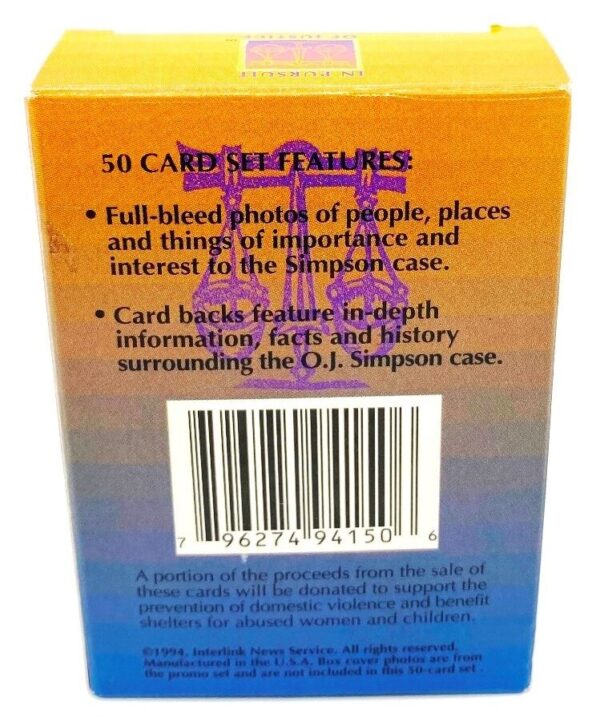 IN PURSUIT
OF JUSTICE™
50 CARD SET FEATURES:
• Full-bleed photos of people, places
and things of importance and
interest to the Simpson case.
• Card backs feature in-depth
information, facts and history
surrounding the O.J. Simpson case.
7 96274 94150 6
A portion of the proceeds from the sale of
these cards will be donated to support the
prevention of domestic violence and benefit
shelters for abused women and children.
©1994, Interlink News Service. All rights reserved.
Manufactured in the U.S.A. Box cover photos are from
the promo set and are not included in this 50-card set.